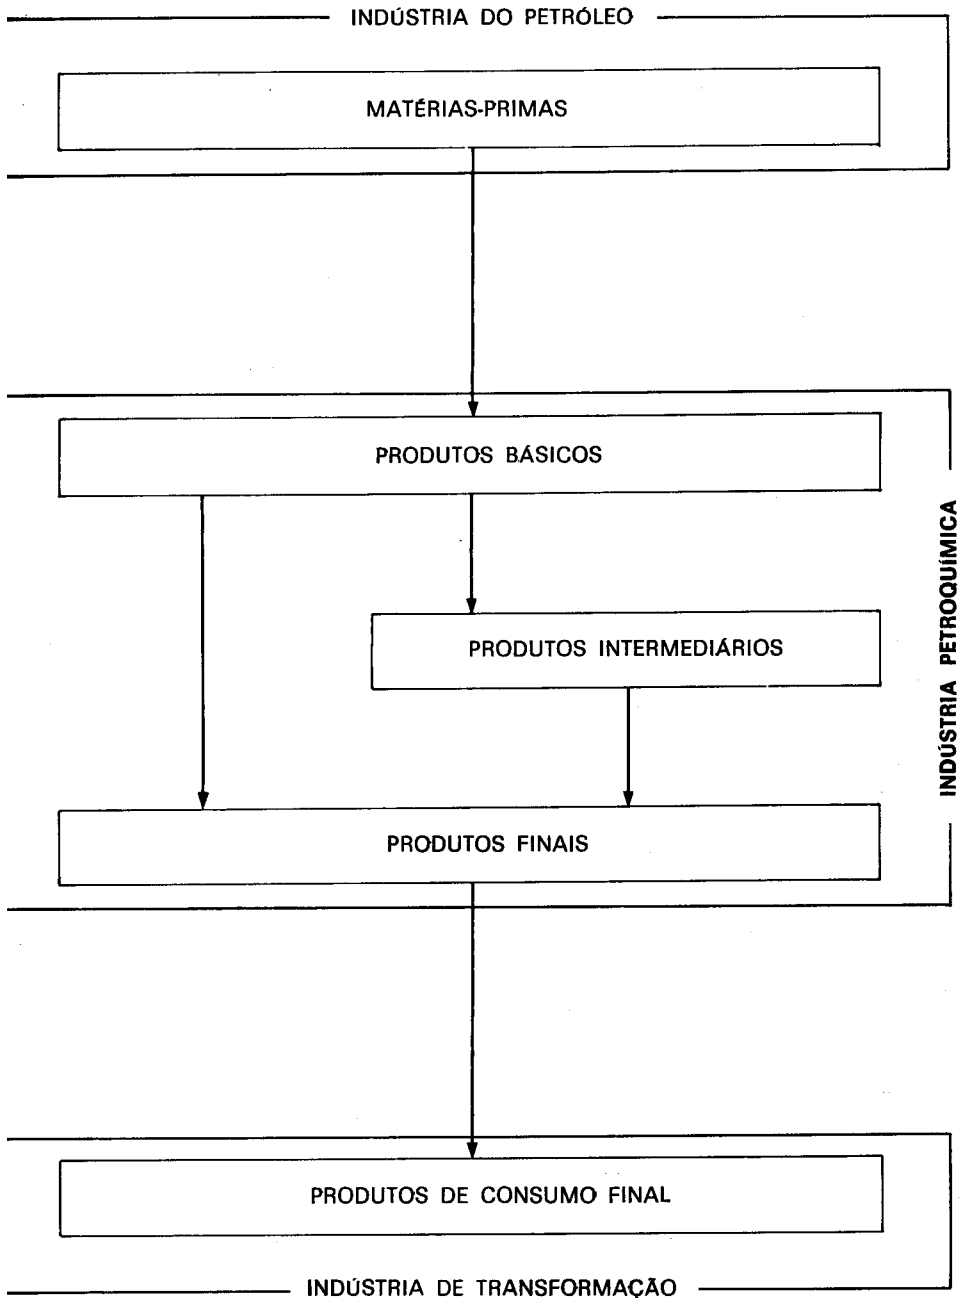 INDÚSTRIA DO PETRÓLEO
MATÉRIAS-PRIMAS
PRODUTOS BÁSICOS
PRODUTOS INTERMEDIÁRIOS
INDÚSTRIA PETROQUÍMICA
PRODUTOS FINAIS
PRODUTOS DE CONSUMO FINAL
INDÚSTRIA DE TRANSFORMAÇÃO